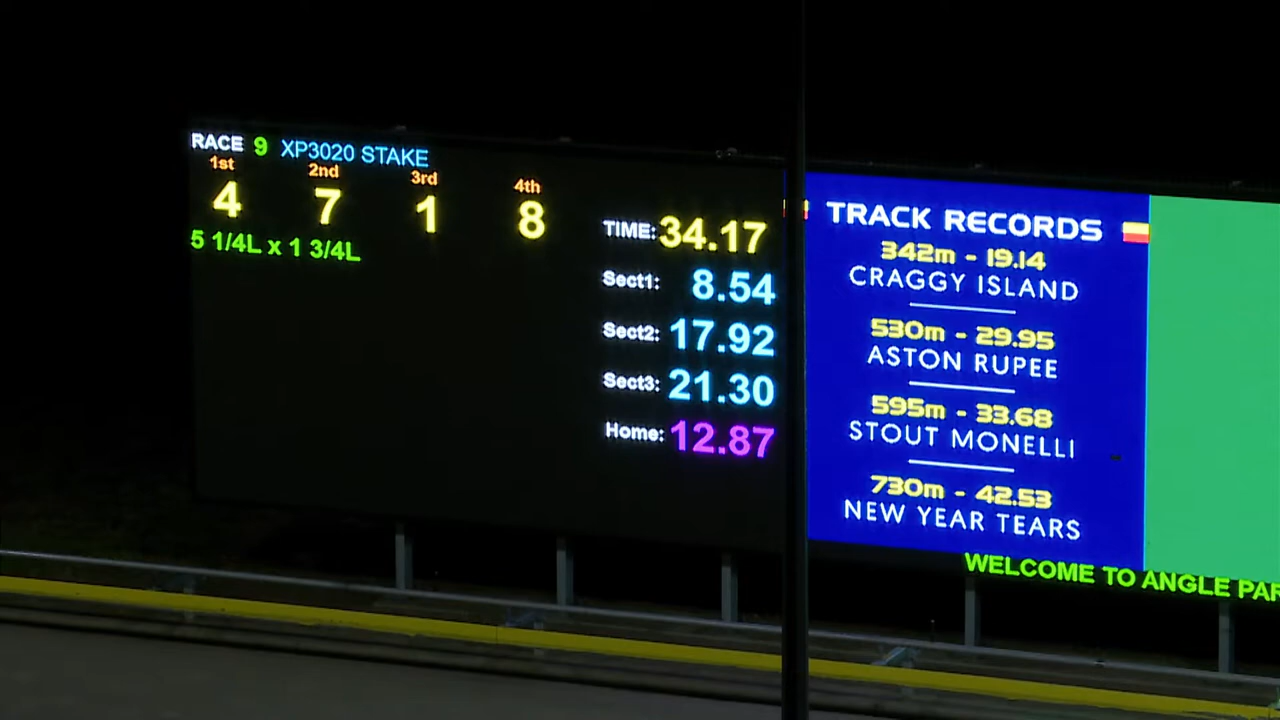 RACE 9 XP3020 STAKE
1st 2nd 3rd 4th
4 7 1 8
5 1/4L x 1 3/4L
TIME: 34.17
Sect1: 8.54
Sect2: 17.92
Sect3: 21.30
Home: 12.87
TRACK RECORDS
342m - 19.14
CRAGGY ISLAND
530m - 29.95
ASTON RUPEE
595m - 33.68
STOUT MONELLI
730m - 42.53
NEW YEAR TEARS
WELCOME TO ANGLE PAR